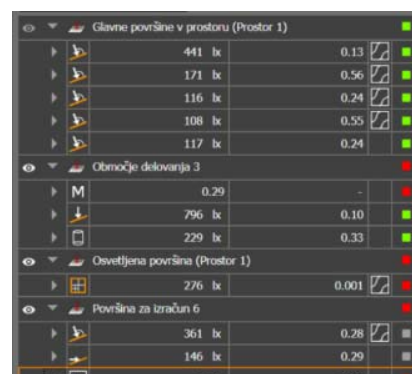 Glavne površine v prostoru (Prostor 1)
441 lx 0.13
171 lx 0.56
116 lx 0.24
108 lx 0.55
117 lx 0.24
Območje delovanja 3
M 0.29 -
796 lx 0.10
229 lx 0.33
Osvetljena površina (Prostor 1)
276 lx 0.001
Površina za izračun 6
361 lx 0.28
146 lx 0.29